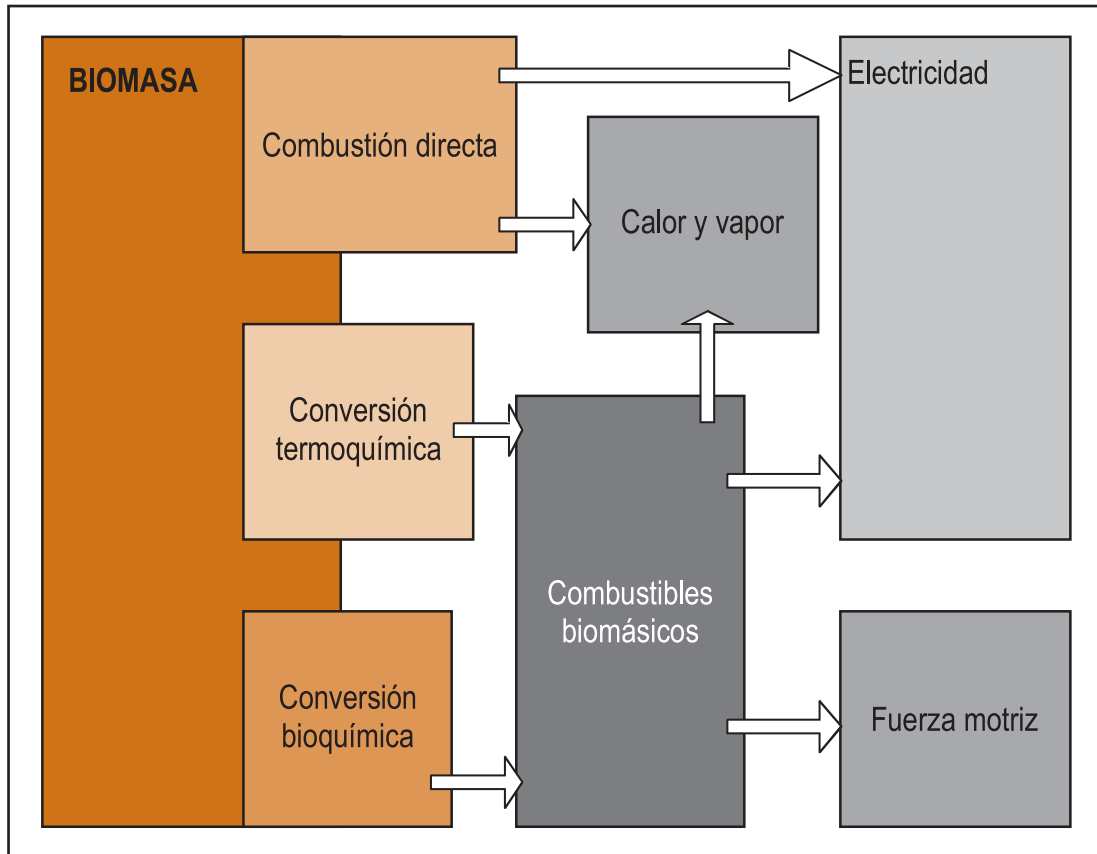 BIOMASA
Combustión directa
Electricidad
Calor y vapor
Conversión
termoquímica
Combustibles
biomásicos
Conversión
bioquímica
Fuerza motriz